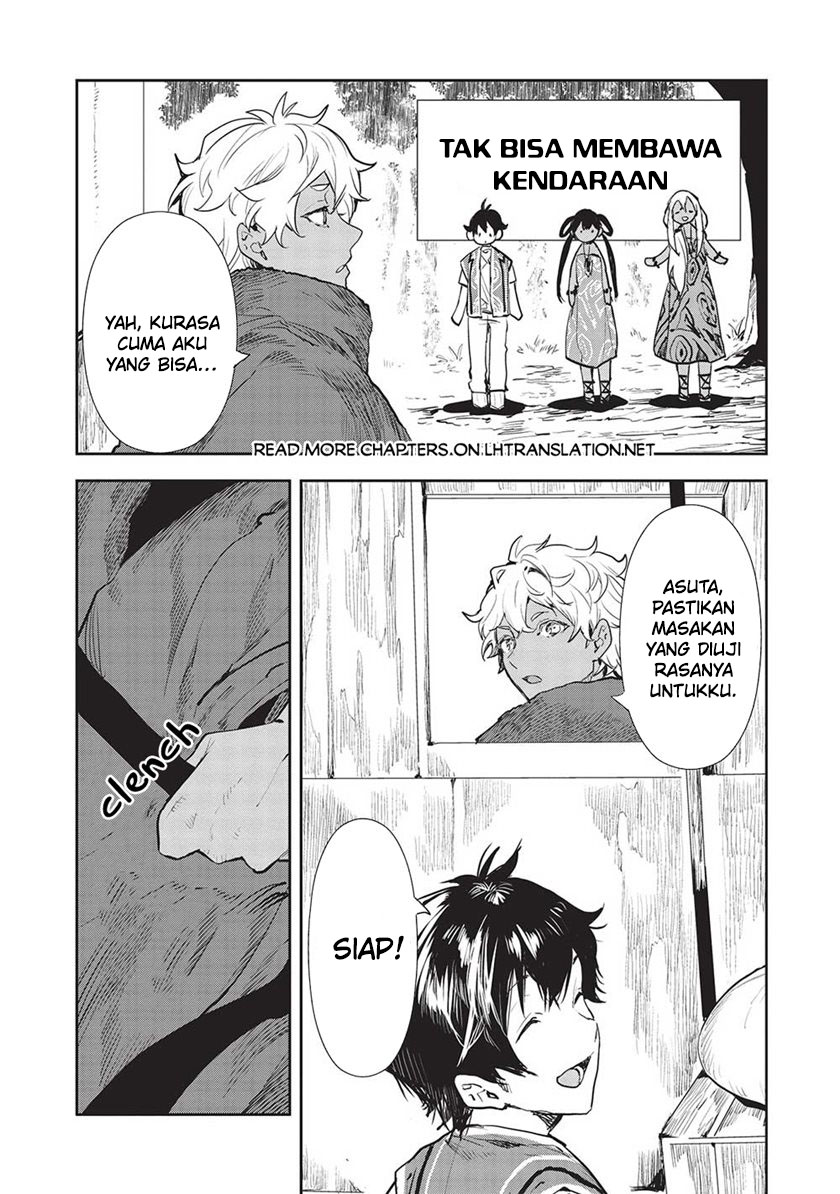 TAK BISA MEMBAWA
KENDARAAN
YAH, KURASA
CUMA AKU
YANG BISA...
READ MORE CHAPTERS ON LHTRANSLATION.NET
ASUTA,
PASTIKAN
MASAKAN
YANG DIUJI
RASANYA
UNTUKKU.
clench
SIAP!